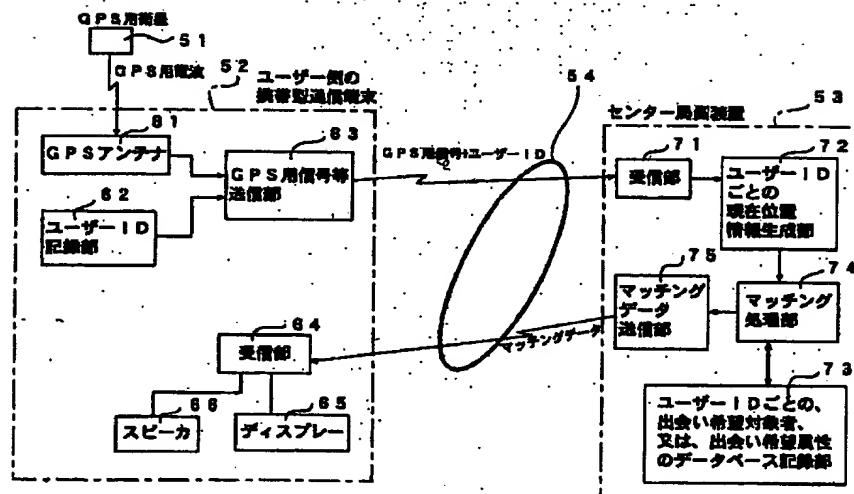 GPS用衛星
51
GPS用電波
52
ユーザー側の
携帯型通信端末
61
GPSアンテナ
63
GPS用信号等
送信部
62
ユーザーID
記録部
GPS用信号+ユーザーID
54
センター局側装置
53
71
受信部
72
ユーザーID
ごとの
現在位置
情報生成部
75
マッチング
データ
送信部
74
マッチング
処理部
マッチングデータ
64
受信部
66
スピーカ
65
ディスプレー
73
ユーザーIDごとの、
出会い希望対象者、
又は、出会い希望属性
のデータベース記録部